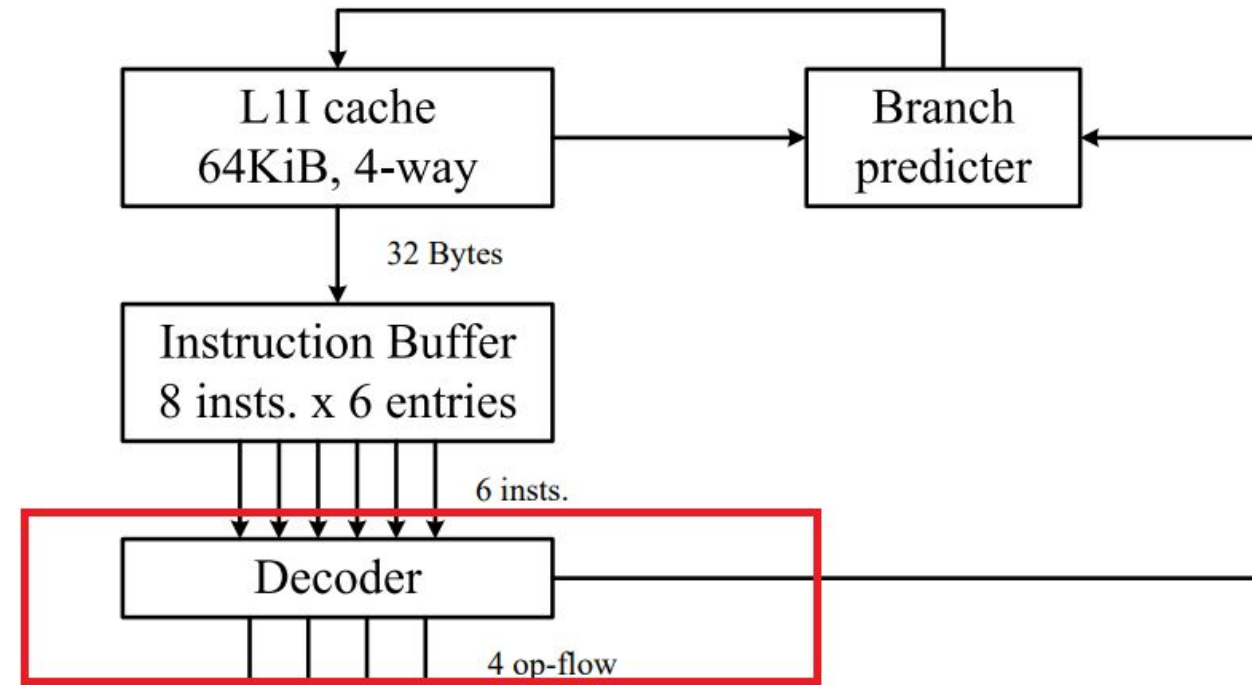 L1I cache
64KiB, 4-way
Branch
predicter
32 Bytes
Instruction Buffer
8 insts. x 6 entries
6 insts.
Decoder
4 op-flow